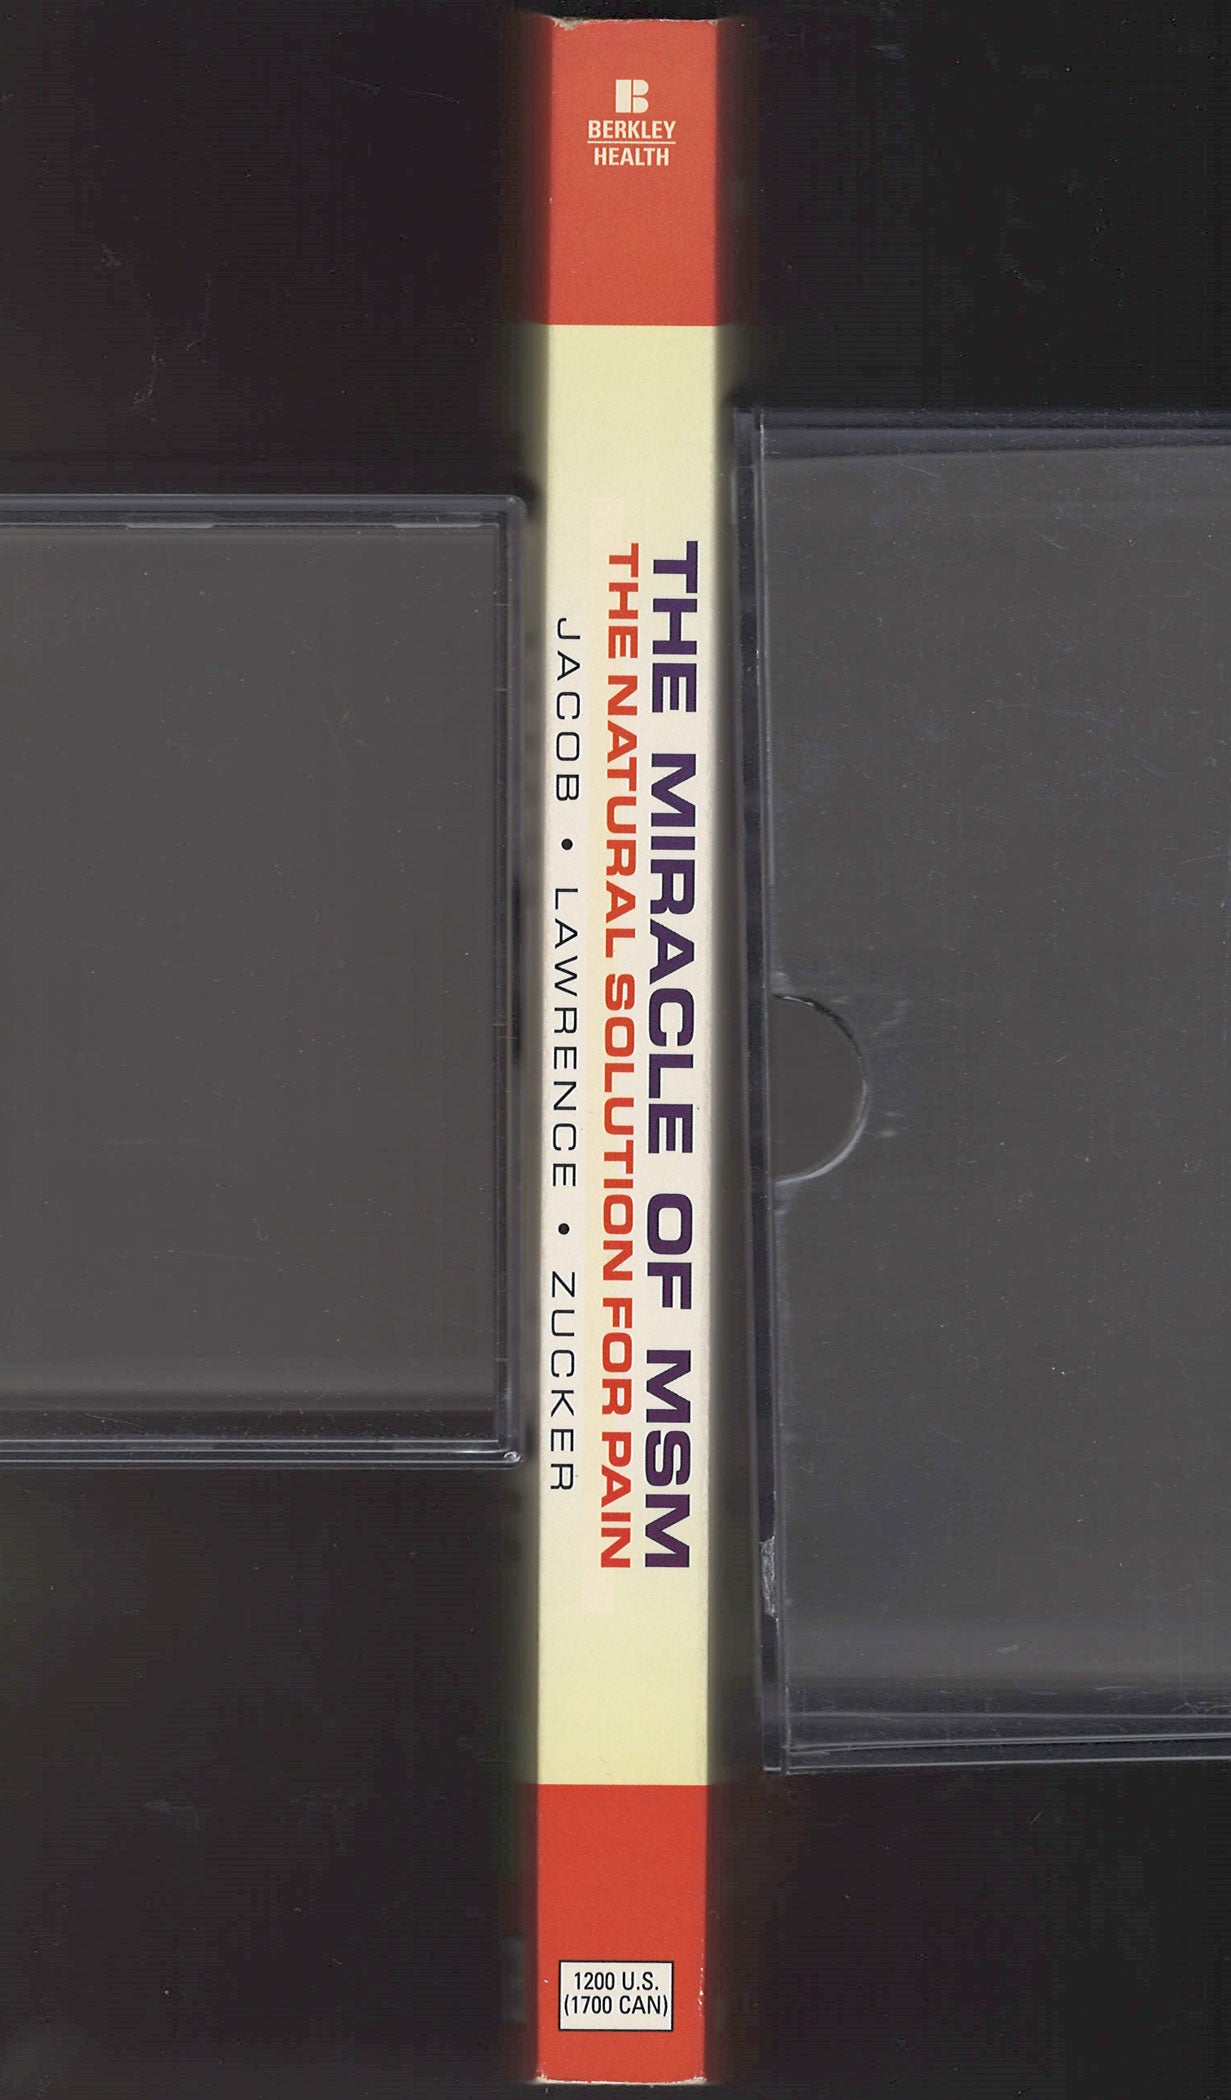 B
BERKLEY
HEALTH
THE MIRACLE OF MSM
THE NATURAL SOLUTION FOR PAIN
JACOB • LAWRENCE • ZUCKER
1200 U.S.
(1700 CAN)